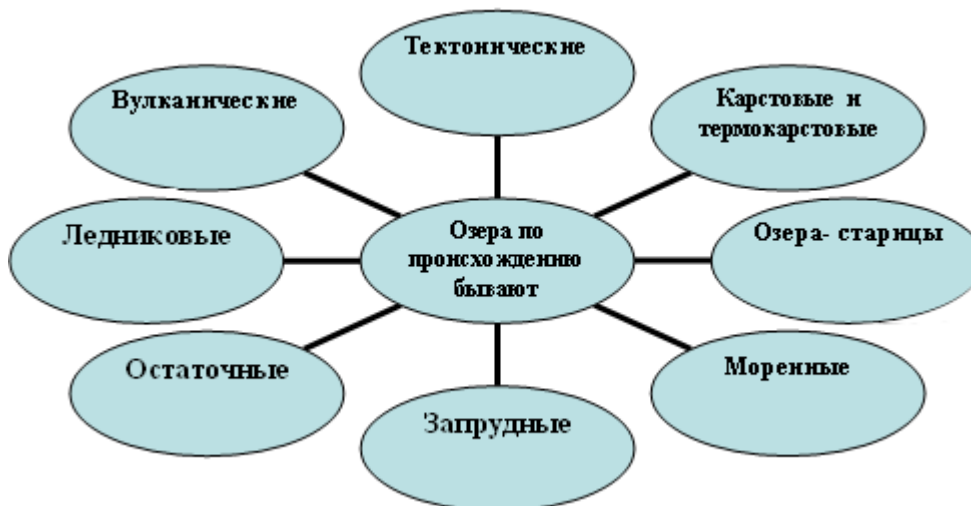 Тектонические
Вулканические
Карстовые и
термокарстовые
Ледниковые
Озера по
происхождению
бывают
Озера- старицы
Остаточные
Моренные
Запрудные